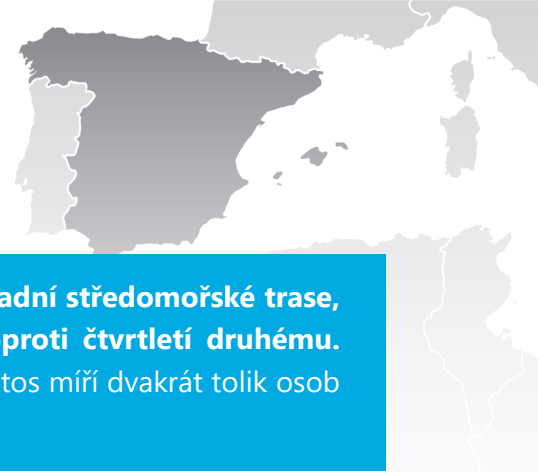 adní středomořské trase,
proti čtvrtletí druhému.
tos míří dvakrát tolik osob